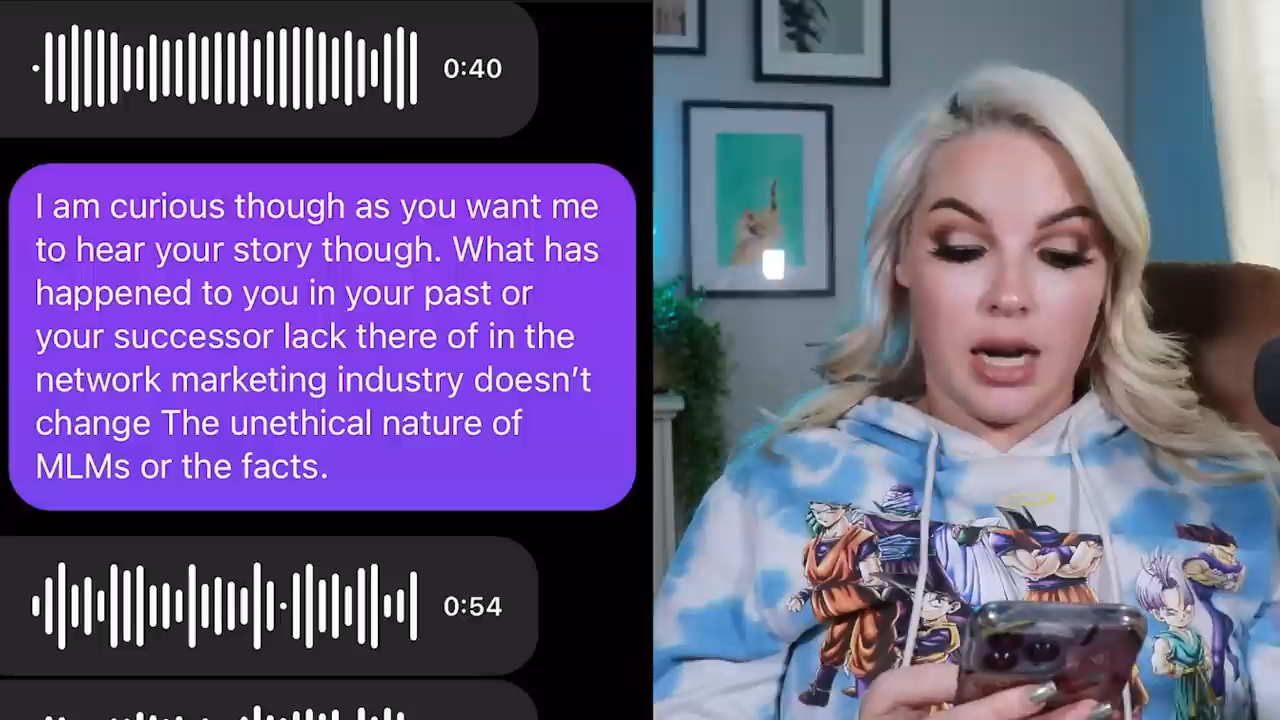 0:40
I am curious though as you want me
to hear your story though. What has
happened to you in your past or
your successor lack there of in the
network marketing industry doesn't
change The unethical nature of
MLMs or the facts.
0:54